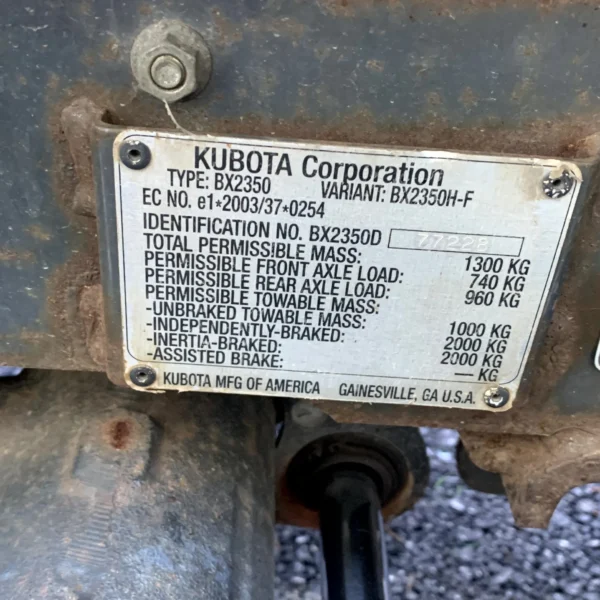 KUBOTA Corporation
TYPE: BX2350 VARIANT: BX2350H-F
EC NO. e1*2003/37*0254
IDENTIFICATION NO. BX2350D 77228
TOTAL PERMISSIBLE MASS: 1300 KG
PERMISSIBLE FRONT AXLE LOAD: 740 KG
PERMISSIBLE REAR AXLE LOAD: 960 KG
PERMISSIBLE TOWABLE MASS:
-UNBRAKED TOWABLE MASS: 1000 KG
-INDEPENDENTLY-BRAKED: 2000 KG
-INERTIA-BRAKED: 2000 KG
-ASSISTED BRAKE: — KG
KUBOTA MFG OF AMERICA GAINESVILLE, GA U.S.A.